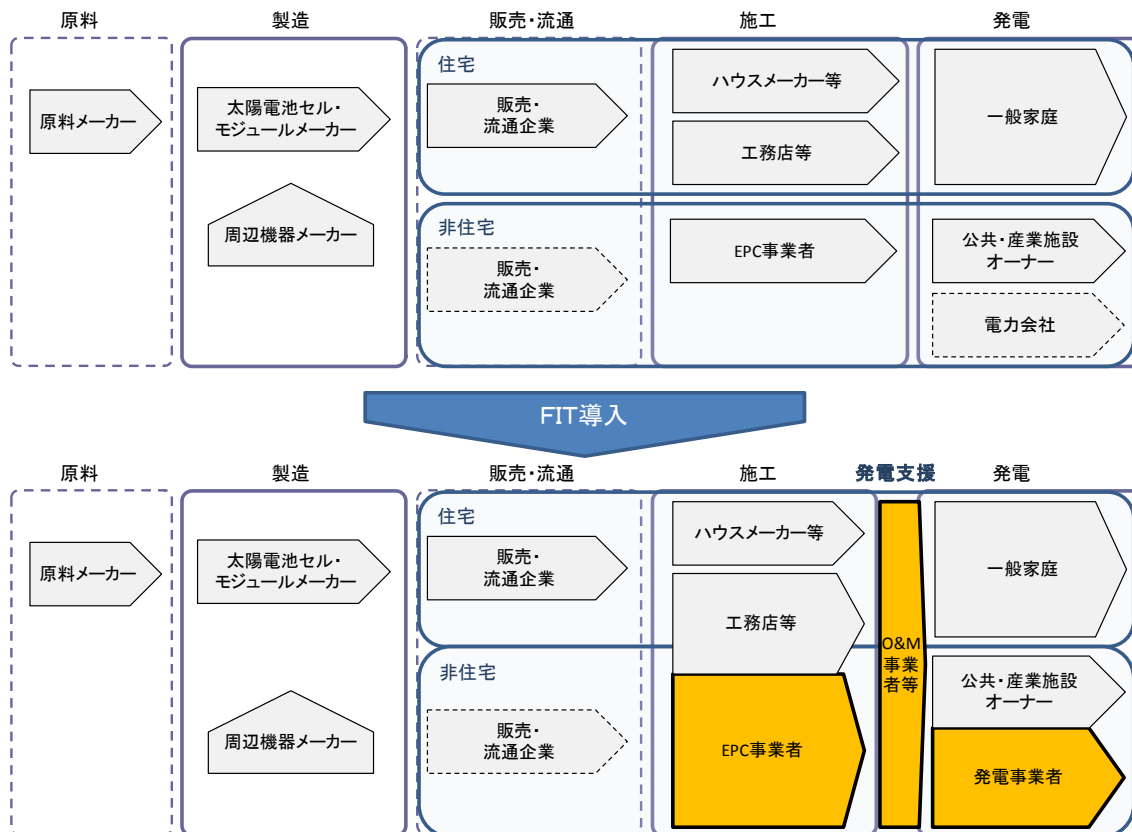 原料
製造
販売・流通
施工
発電
住宅
原料メーカー
太陽電池セル・
モジュールメーカー
販売・
流通企業
ハウスメーカー等
工務店等
一般家庭
周辺機器メーカー
非住宅
販売・
流通企業
EPC事業者
公共・産業施設
オーナー
電力会社
FIT導入
原料
製造
販売・流通
施工
発電支援
発電
住宅
原料メーカー
太陽電池セル・
モジュールメーカー
販売・
流通企業
ハウスメーカー等
工務店等
O&M
事業
者等
一般家庭
周辺機器メーカー
非住宅
販売・
流通企業
EPC事業者
公共・産業施設
オーナー
発電事業者